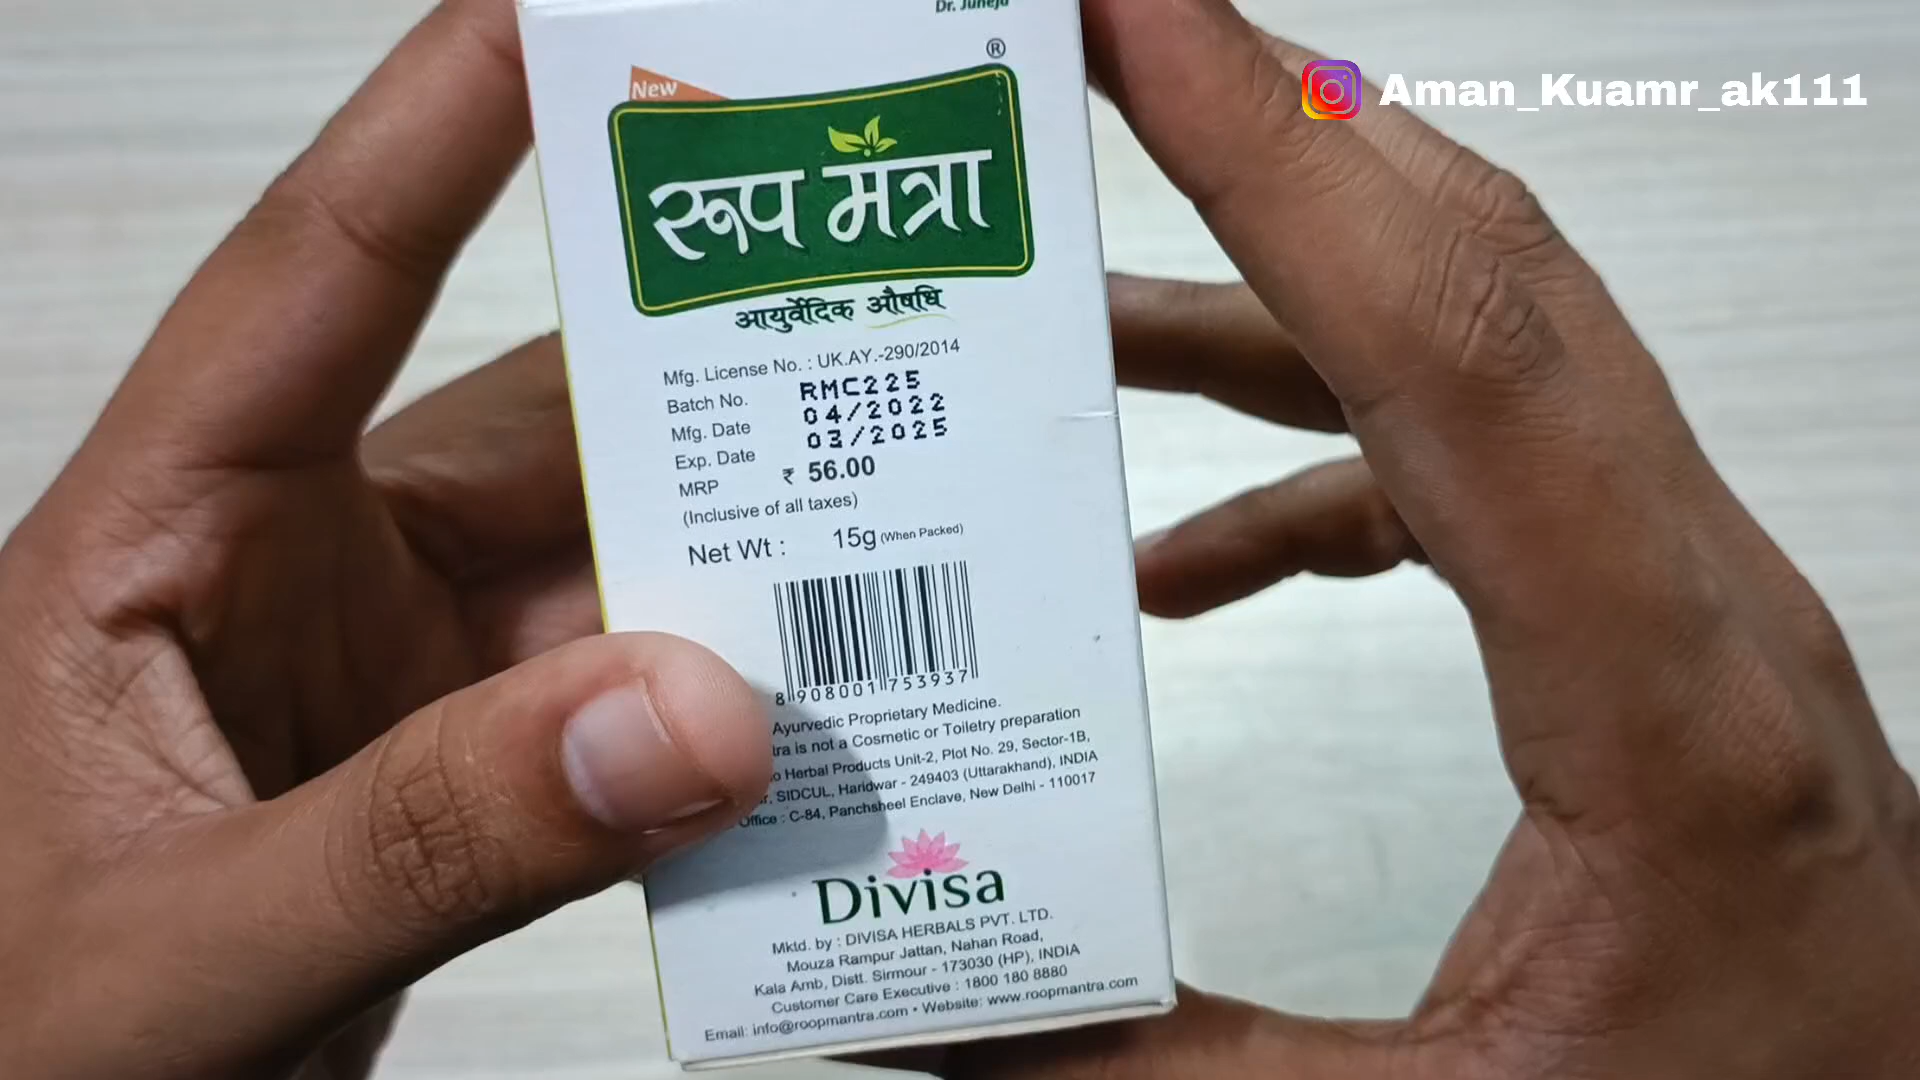 Dr. Juneja
®
Aman_Kuamr_ak111
New
रूप मंत्रा
आयुर्वेदिक औषधि
Mfg. License No. : UK.AY.-290/2014
Batch No. RMC225
Mfg. Date 04/2022
Exp. Date 03/2025
MRP ₹ 56.00
(Inclusive of all taxes)
Net Wt : 15g (When Packed)
8 908001 753937
Ayurvedic Proprietary Medicine.
is not a Cosmetic or Toiletry preparation
Herbal Products Unit-2, Plot No. 29, Sector-1B,
SIDCUL, Haridwar - 249403 (Uttarakhand), INDIA
Office : C-84, Panchsheel Enclave, New Delhi - 110017
Divisa
Mktd. by : DIVISA HERBALS PVT. LTD.
Mouza Rampur Jattan, Nahan Road,
Kala Amb, Distt. Sirmour - 173030 (HP), INDIA
Customer Care Executive : 1800 180 8880
Email: info@roopmantra.com • Website: www.roopmantra.com